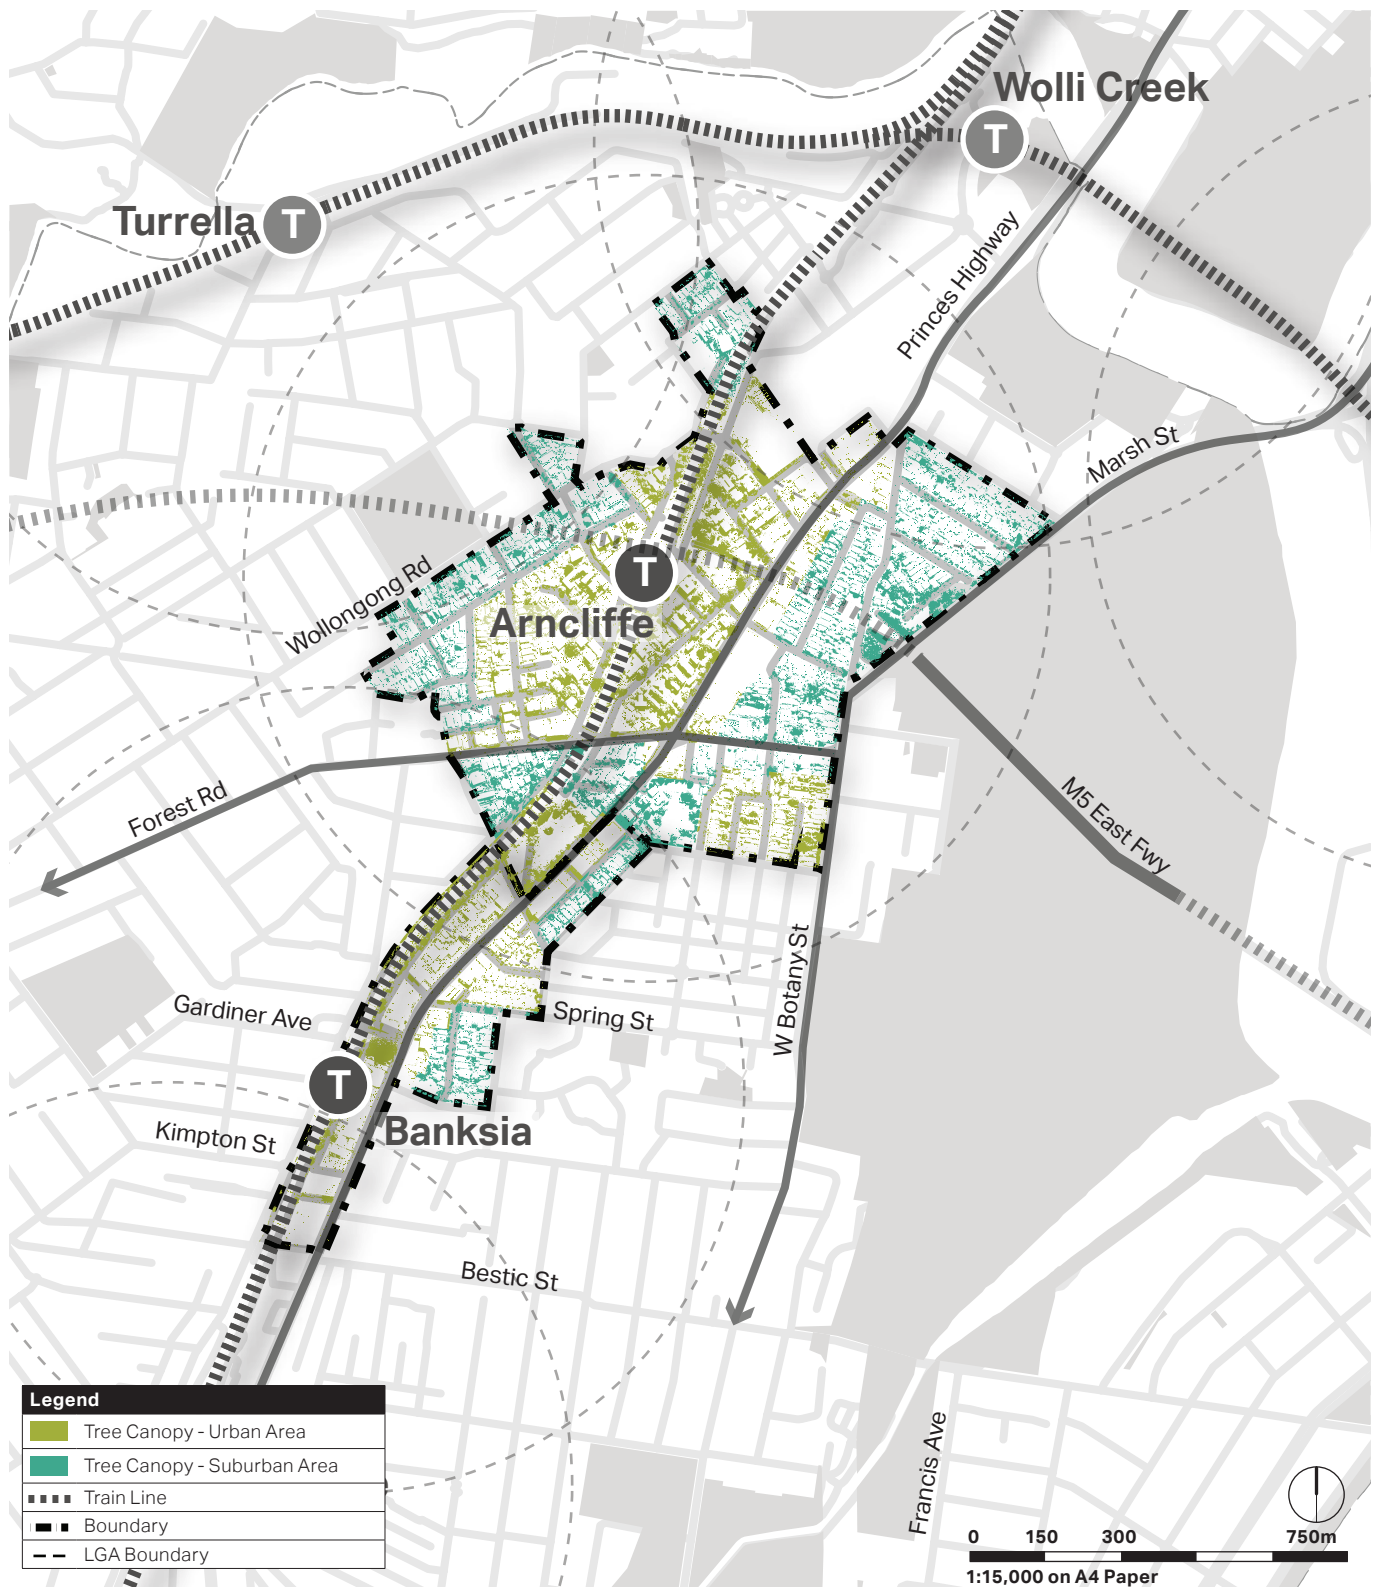 Wolli Creek
T
Turrella
T
Princes Highway
Marsh St
Wollongong Rd
T
Arncliffe
Forest Rd
M5 East Fwy
W Botany St
Gardiner Ave
Spring St
T
Banksia
Kimpton St
Bestic St
Francis Ave
Legend
Tree Canopy - Urban Area
Tree Canopy - Suburban Area
Train Line
Boundary
LGA Boundary
0 150 300 750m
1:15,000 on A4 Paper